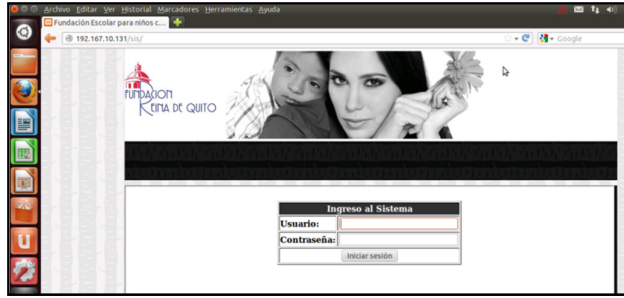 Archivo Editar Ver Historial Marcadores Herramientas Ayuda
Fundación Escolar para niños c...
192.167.10.131/sis/
Google
FUNDACION
REINA DE QUITO
Ingreso al Sistema
Usuario:
Contraseña:
Iniciar sesión